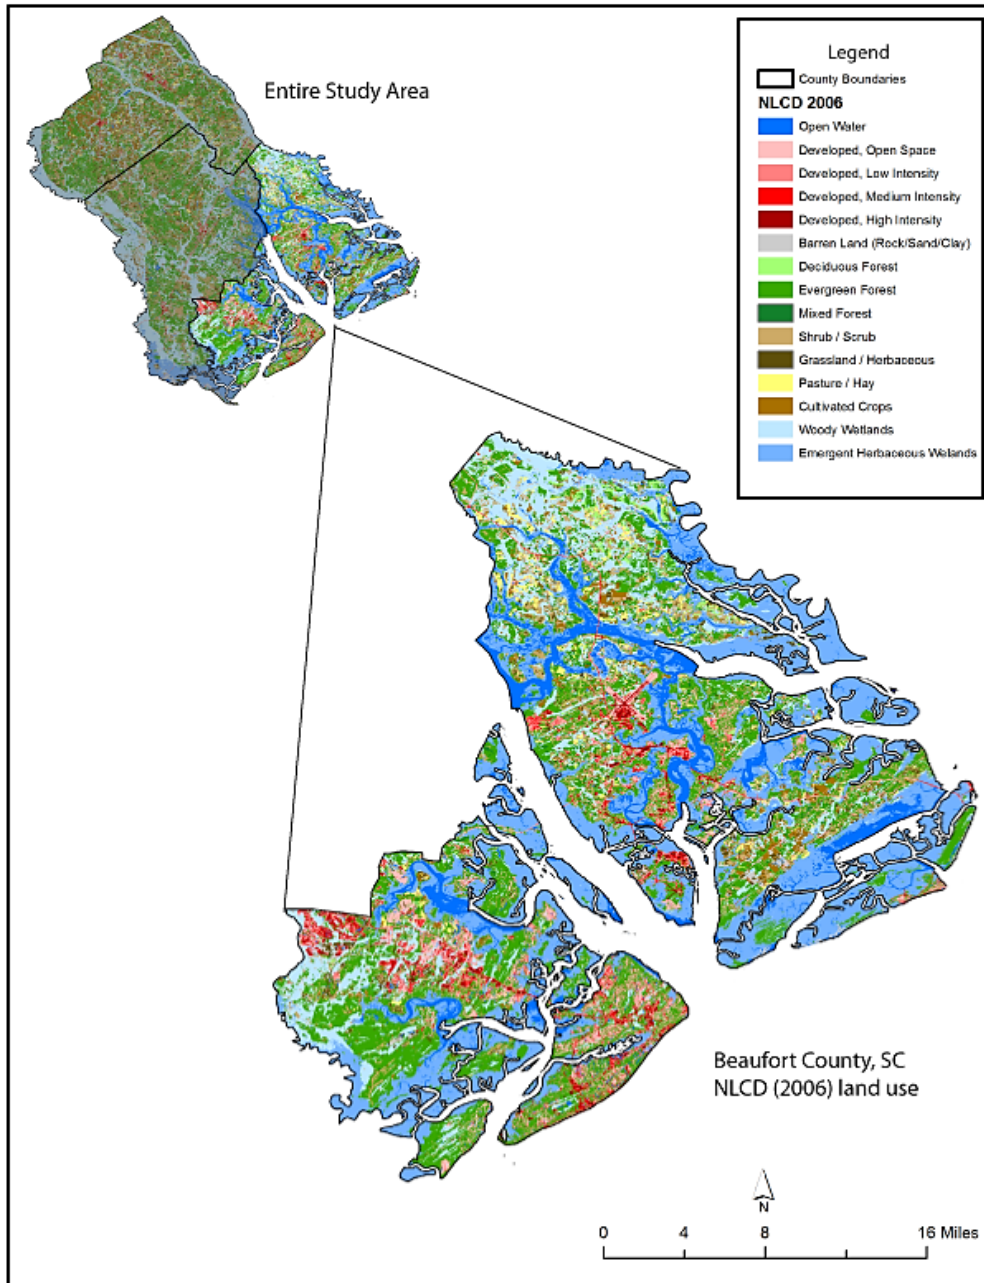 Entire Study Area
Legend
County Boundaries
NLCD 2006
Open Water
Developed, Open Space
Developed, Low Intensity
Developed, Medium Intensity
Developed, High Intensity
Barren Land (Rock/Sand/Clay)
Deciduous Forest
Evergreen Forest
Mixed Forest
Shrub / Scrub
Grassland / Herbaceous
Pasture / Hay
Cultivated Crops
Woody Wetlands
Emergent Herbaceous Welands
Beaufort County, SC
NLCD (2006) land use
N
0 4 8 16 Miles